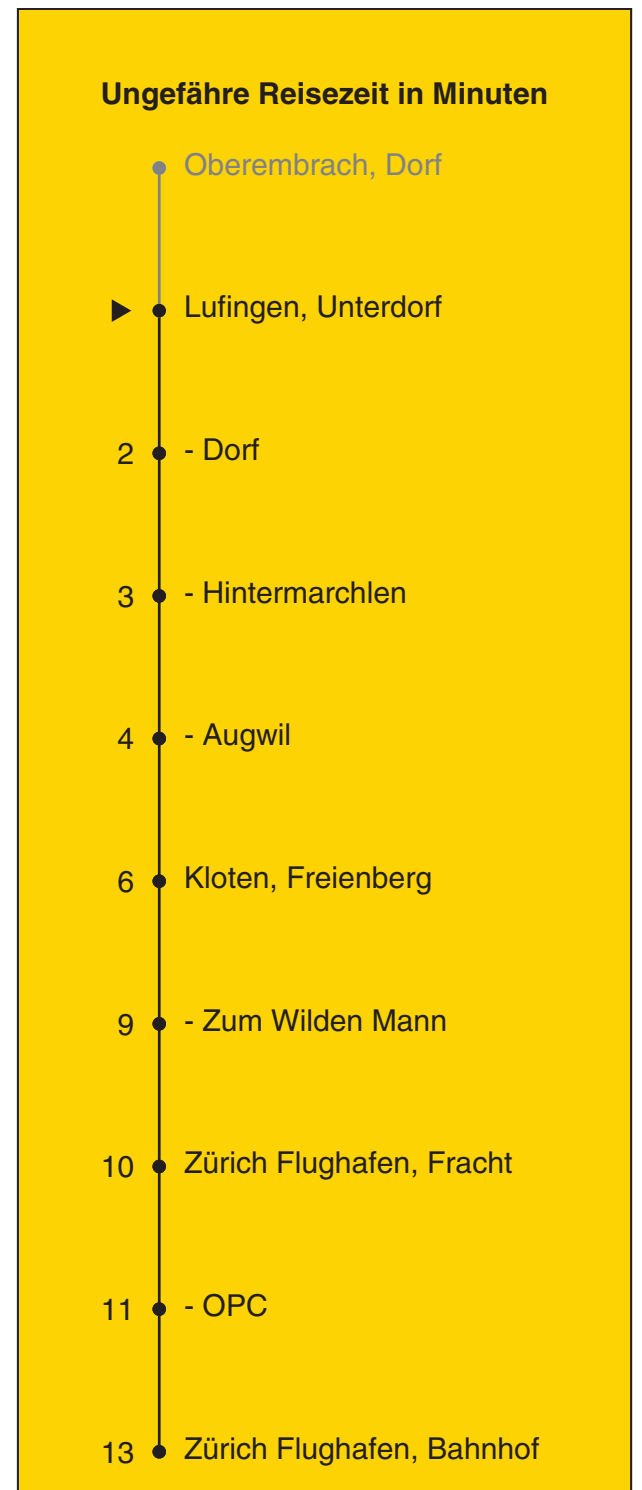 Ungefähre Reisezeit in Minuten
Oberembrach, Dorf
Lufingen, Unterdorf
2 - Dorf
3 - Hintermarchlen
4 - Augwil
6 Kloten, Freienberg
9 - Zum Wilden Mann
10 Zürich Flughafen, Fracht
11 - OPC
13 Zürich Flughafen, Bahnhof